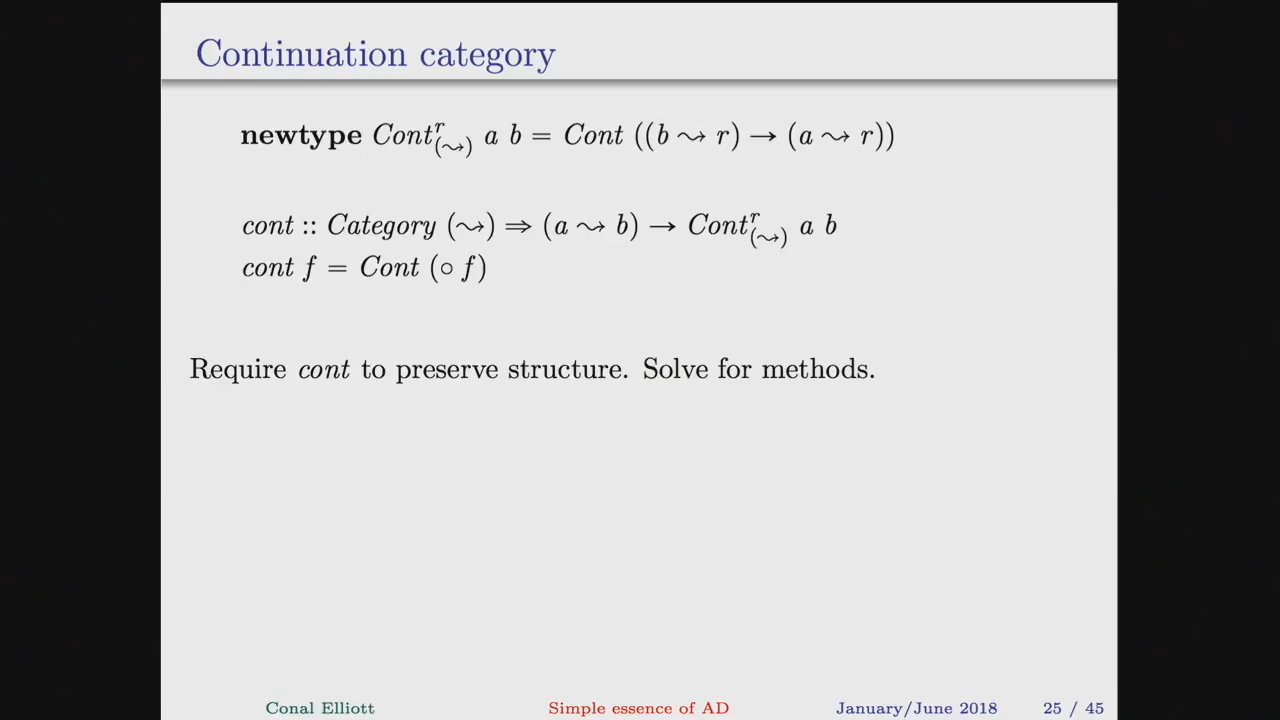 Continuation category
newtype Cont^r_(⤳) a b = Cont ((b ⤳ r) → (a ⤳ r))
cont :: Category (⤳) ⇒ (a ⤳ b) → Cont^r_(⤳) a b
cont f = Cont (∘ f)
Require cont to preserve structure. Solve for methods.
Conal Elliott Simple essence of AD January/June 2018 25 / 45